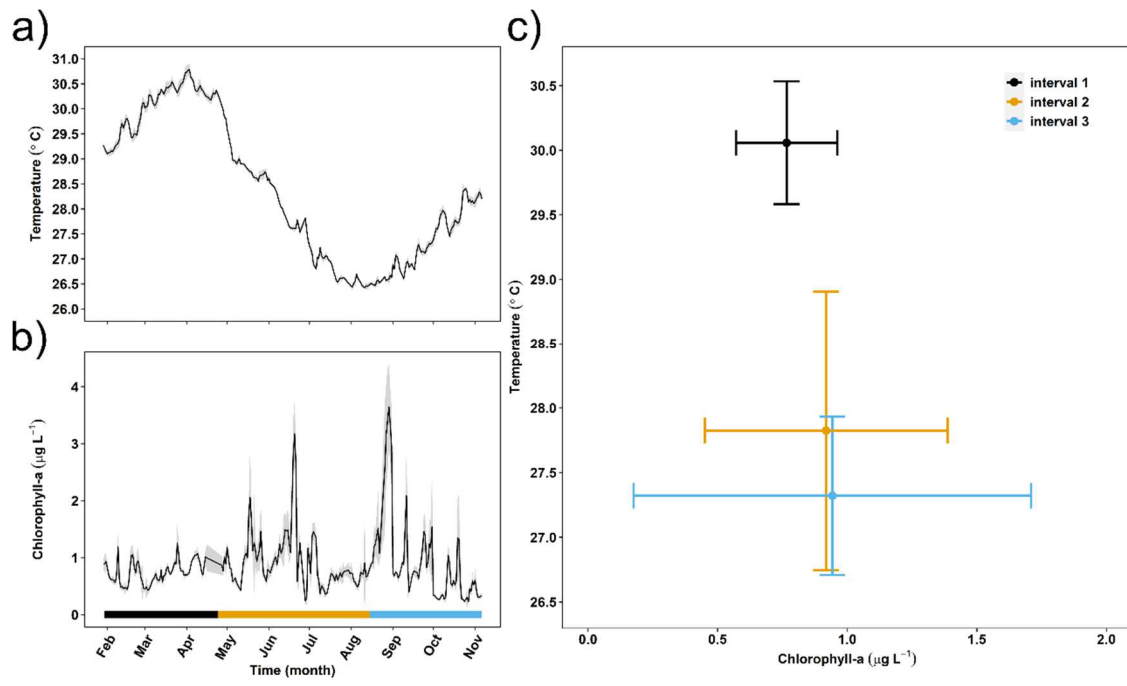 a)
31.0
30.5
30.0
29.5
29.0
28.5
28.0
27.5
27.0
26.5
26.0
Temperature (° C)
b)
4
3
2
1
0
Chlorophyll-a (μg L⁻¹)
Feb Mar Apr May Jun Jul Aug Sep Oct Nov
Time (month)
c)
30.5
30.0
29.5
29.0
28.5
28.0
27.5
27.0
26.5
Temperature (° C)
interval 1
interval 2
interval 3
0.0 0.5 1.0 1.5 2.0
Chlorophyll-a (μg L⁻¹)